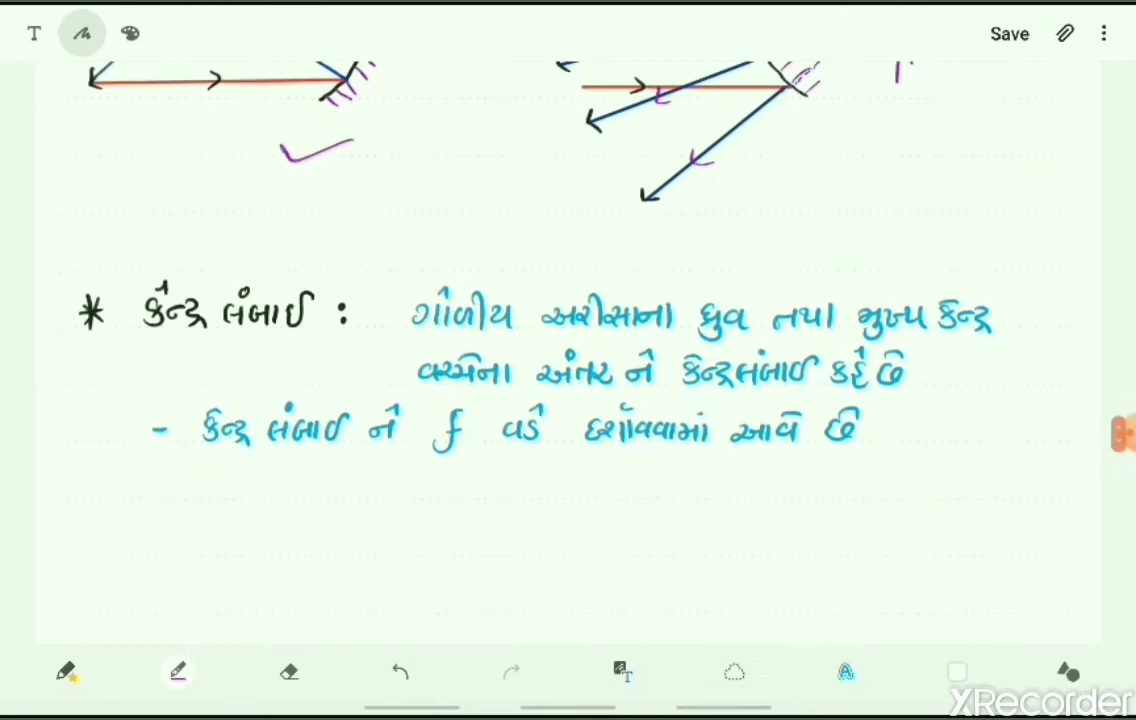 T
Save
* કેન્દ્ર લંબાઈ : ગોળીય અરીસાના ધ્રુવ તથા મુખ્ય કેન્દ્ર
વચ્ચેના અંતર ને કેન્દ્રલંબાઈ કહે છે
- કેન્દ્ર લંબાઈ ને f વડે દર્શાવવામાં આવે છે
T
A
XRecorder